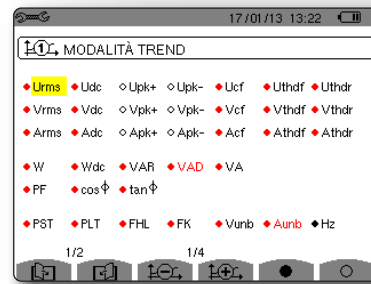 17/01/13 13:22
1 MODALITÀ TREND
Urms Udc Upk+ Upk- Ucf Uthdf Uthdr
Vrms Vdc Vpk+ Vpk- Vcf Vthdf Vthdr
Arms Adc Apk+ Apk- Acf Athdf Athdr
W Wdc VAR VAD VA
PF cosϕ tanϕ
PST PLT FHL FK Vunb Aunb Hz
1/2 1/4